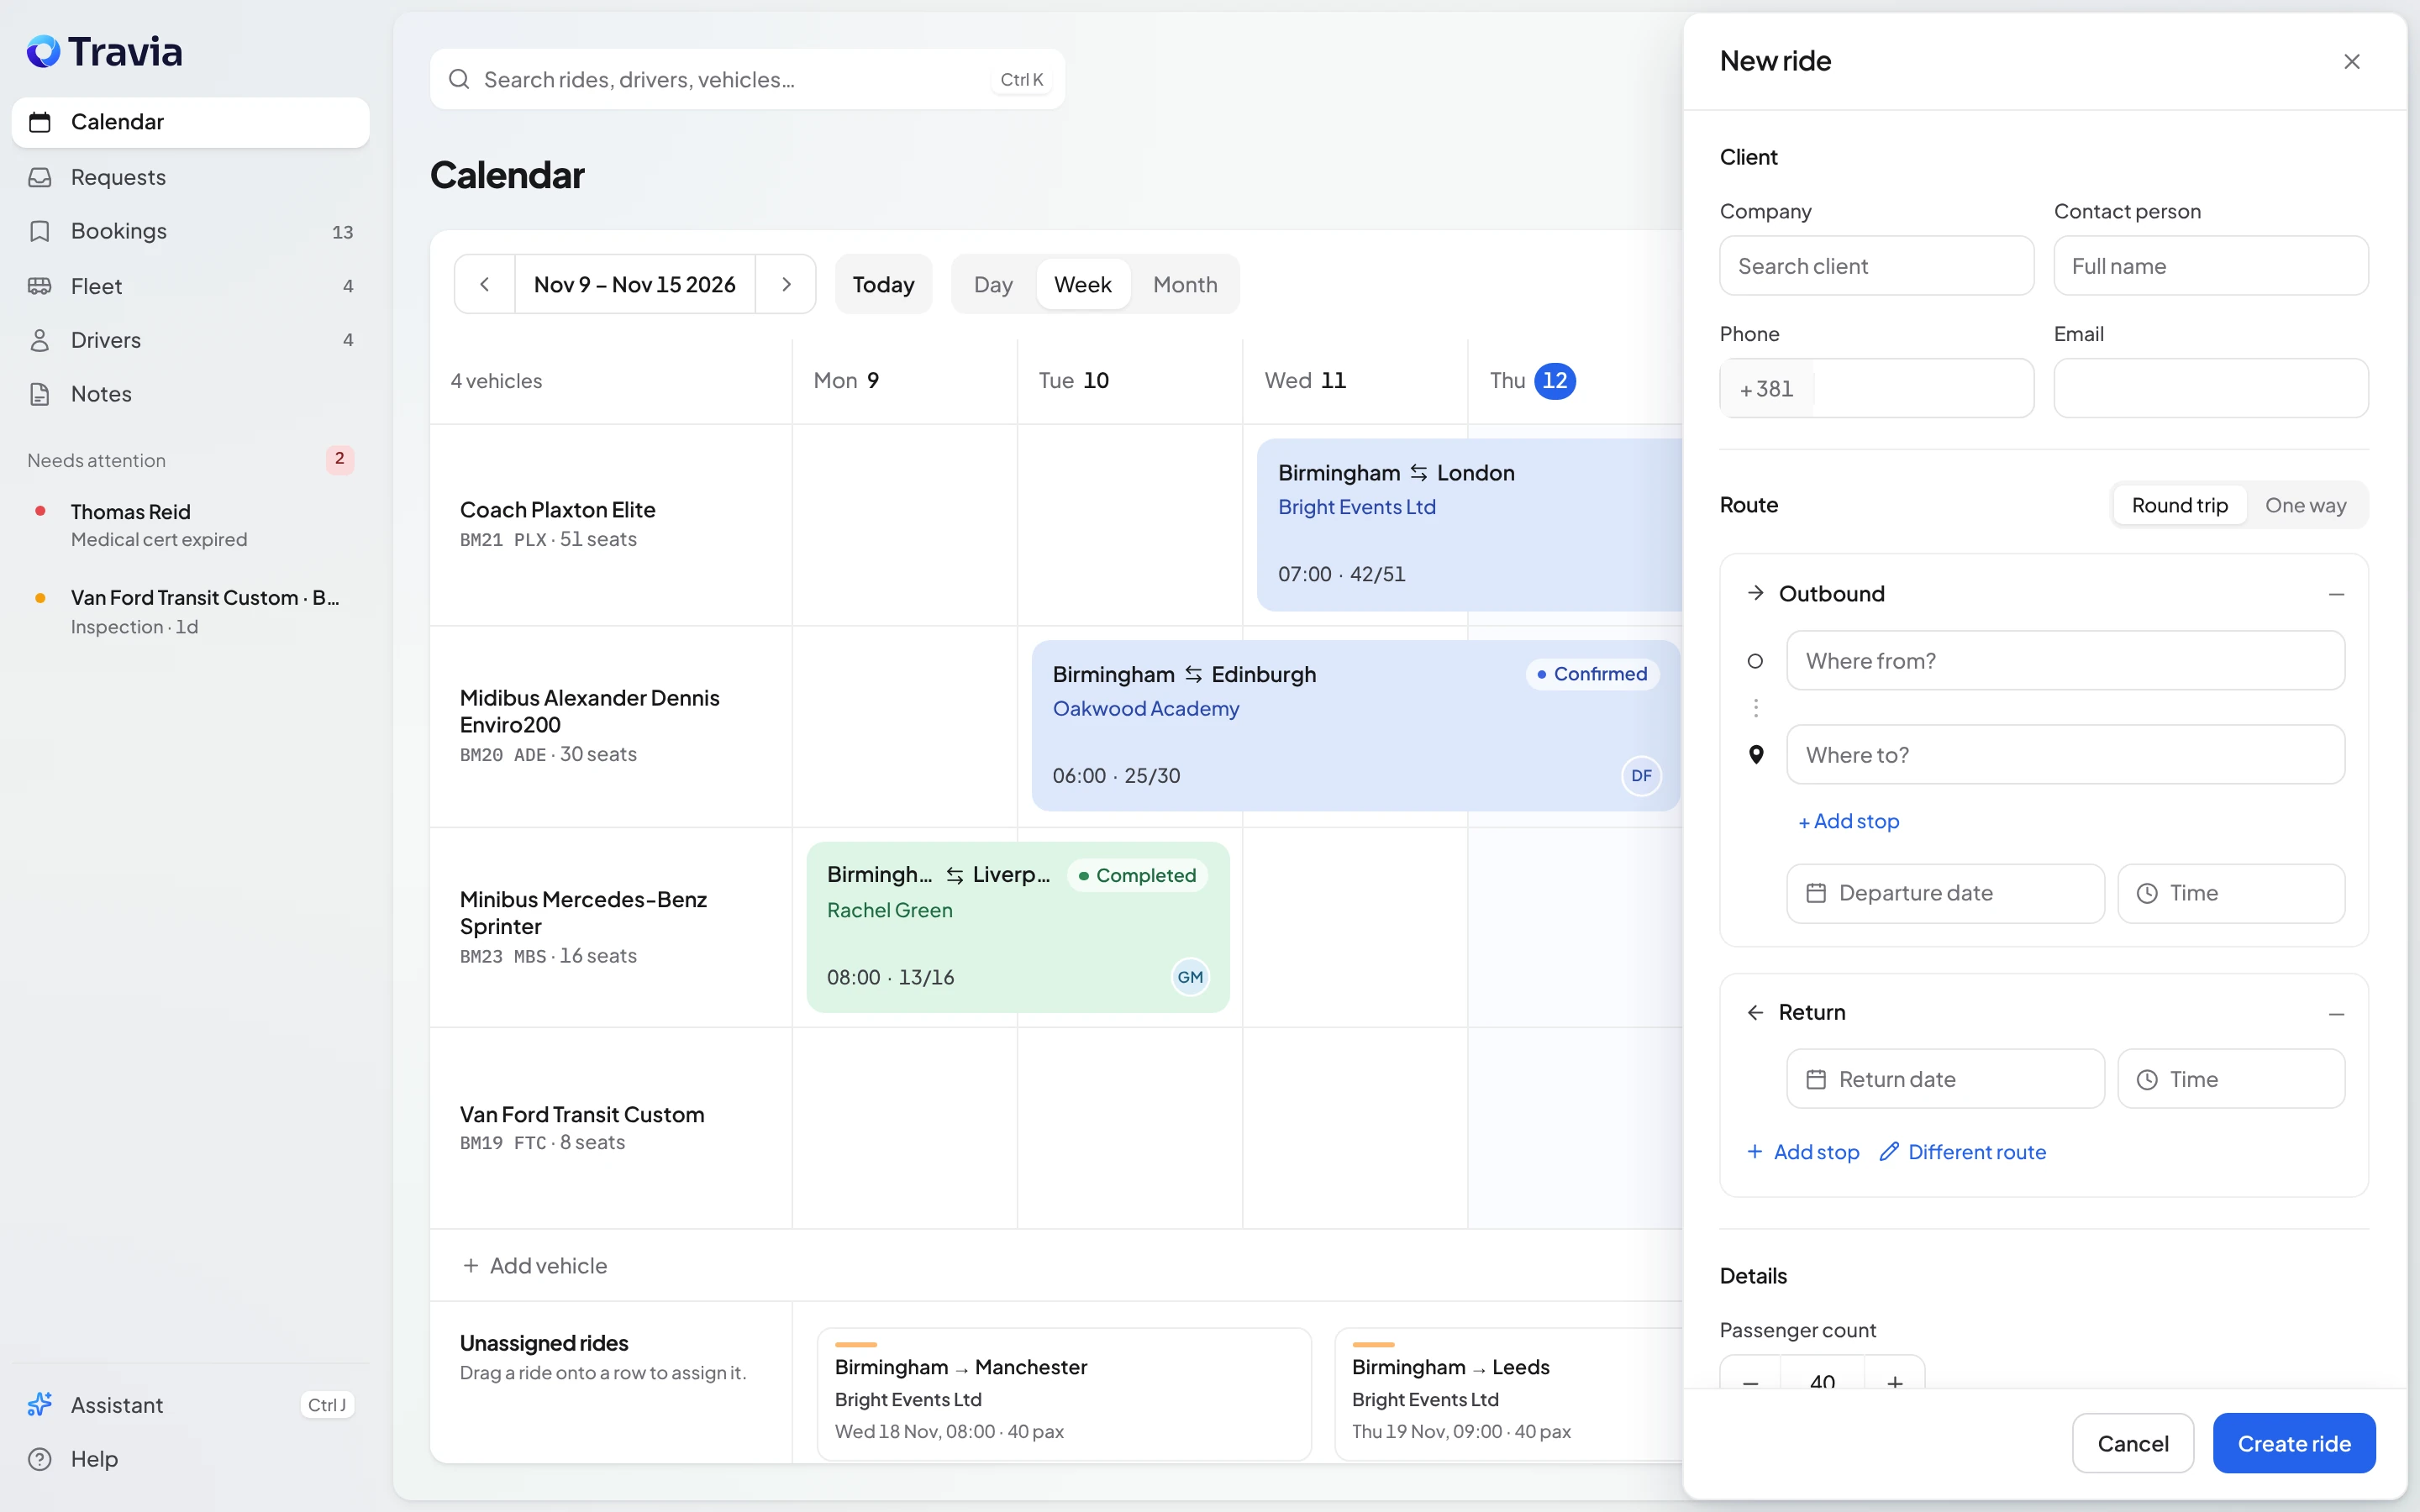 Travia
Calendar
Requests
Bookings 13
Fleet 4
Drivers 4
Notes
Needs attention 2
Thomas Reid
Medical cert expired
Van Ford Transit Custom · B...
Inspection · 1d
Assistant Ctrl J
Help
Search rides, drivers, vehicles... Ctrl K
Calendar
Nov 9 – Nov 15 2026 Today Day Week Month
4 vehicles Mon 9 Tue 10 Wed 11 Thu 12
Coach Plaxton Elite
BM21 PLX · 51 seats
Birmingham ⇆ London
Bright Events Ltd
07:00 · 42/51
Midibus Alexander Dennis
Enviro200
BM20 ADE · 30 seats
Birmingham ⇆ Edinburgh Confirmed
Oakwood Academy
06:00 · 25/30 DF
Minibus Mercedes-Benz
Sprinter
BM23 MBS · 16 seats
Birmingh... ⇆ Liverp... Completed
Rachel Green
08:00 · 13/16 GM
Van Ford Transit Custom
BM19 FTC · 8 seats
+ Add vehicle
Unassigned rides
Drag a ride onto a row to assign it.
Birmingham → Manchester
Bright Events Ltd
Wed 18 Nov, 08:00 · 40 pax
Birmingham → Leeds
Bright Events Ltd
Thu 19 Nov, 09:00 · 40 pax
New ride
Client
Company Contact person
Search client Full name
Phone Email
+381
Route Round trip One way
→ Outbound
Where from?
Where to?
+ Add stop
Departure date Time
← Return
Return date Time
+ Add stop Different route
Details
Passenger count
− 40 +
Cancel Create ride